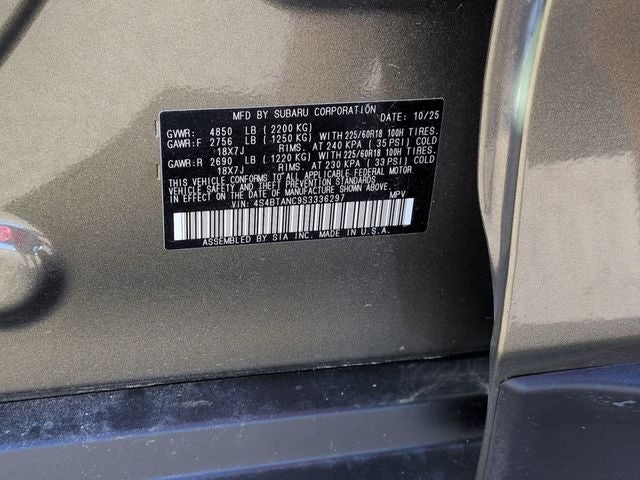 MFD BY SUBARU CORPORATION DATE: 10/25
GVWR: 4850 LB (2200 KG)
GAWR:F 2756 LB (1250 KG) WITH 225/60R18 100H TIRES.
18X7J RIMS. AT 240 KPA (35 PSI) COLD
GAWR:R 2690 LB (1220 KG) WITH 225/60R18 100H TIRES.
18X7J RIMS. AT 230 KPA (33 PSI) COLD
THIS VEHICLE CONFORMS TO ALL APPLICABLE FEDERAL MOTOR
VEHICLE SAFETY, BUMPER, AND THEFT PREVENTION STANDARDS
IN EFFECT ON THE DATE OF MANUFACTURE SHOWN ABOVE.
VIN: 4S4BTANC9S3336297 MPV
ASSEMBLED BY SIA INC. MADE IN U.S.A.